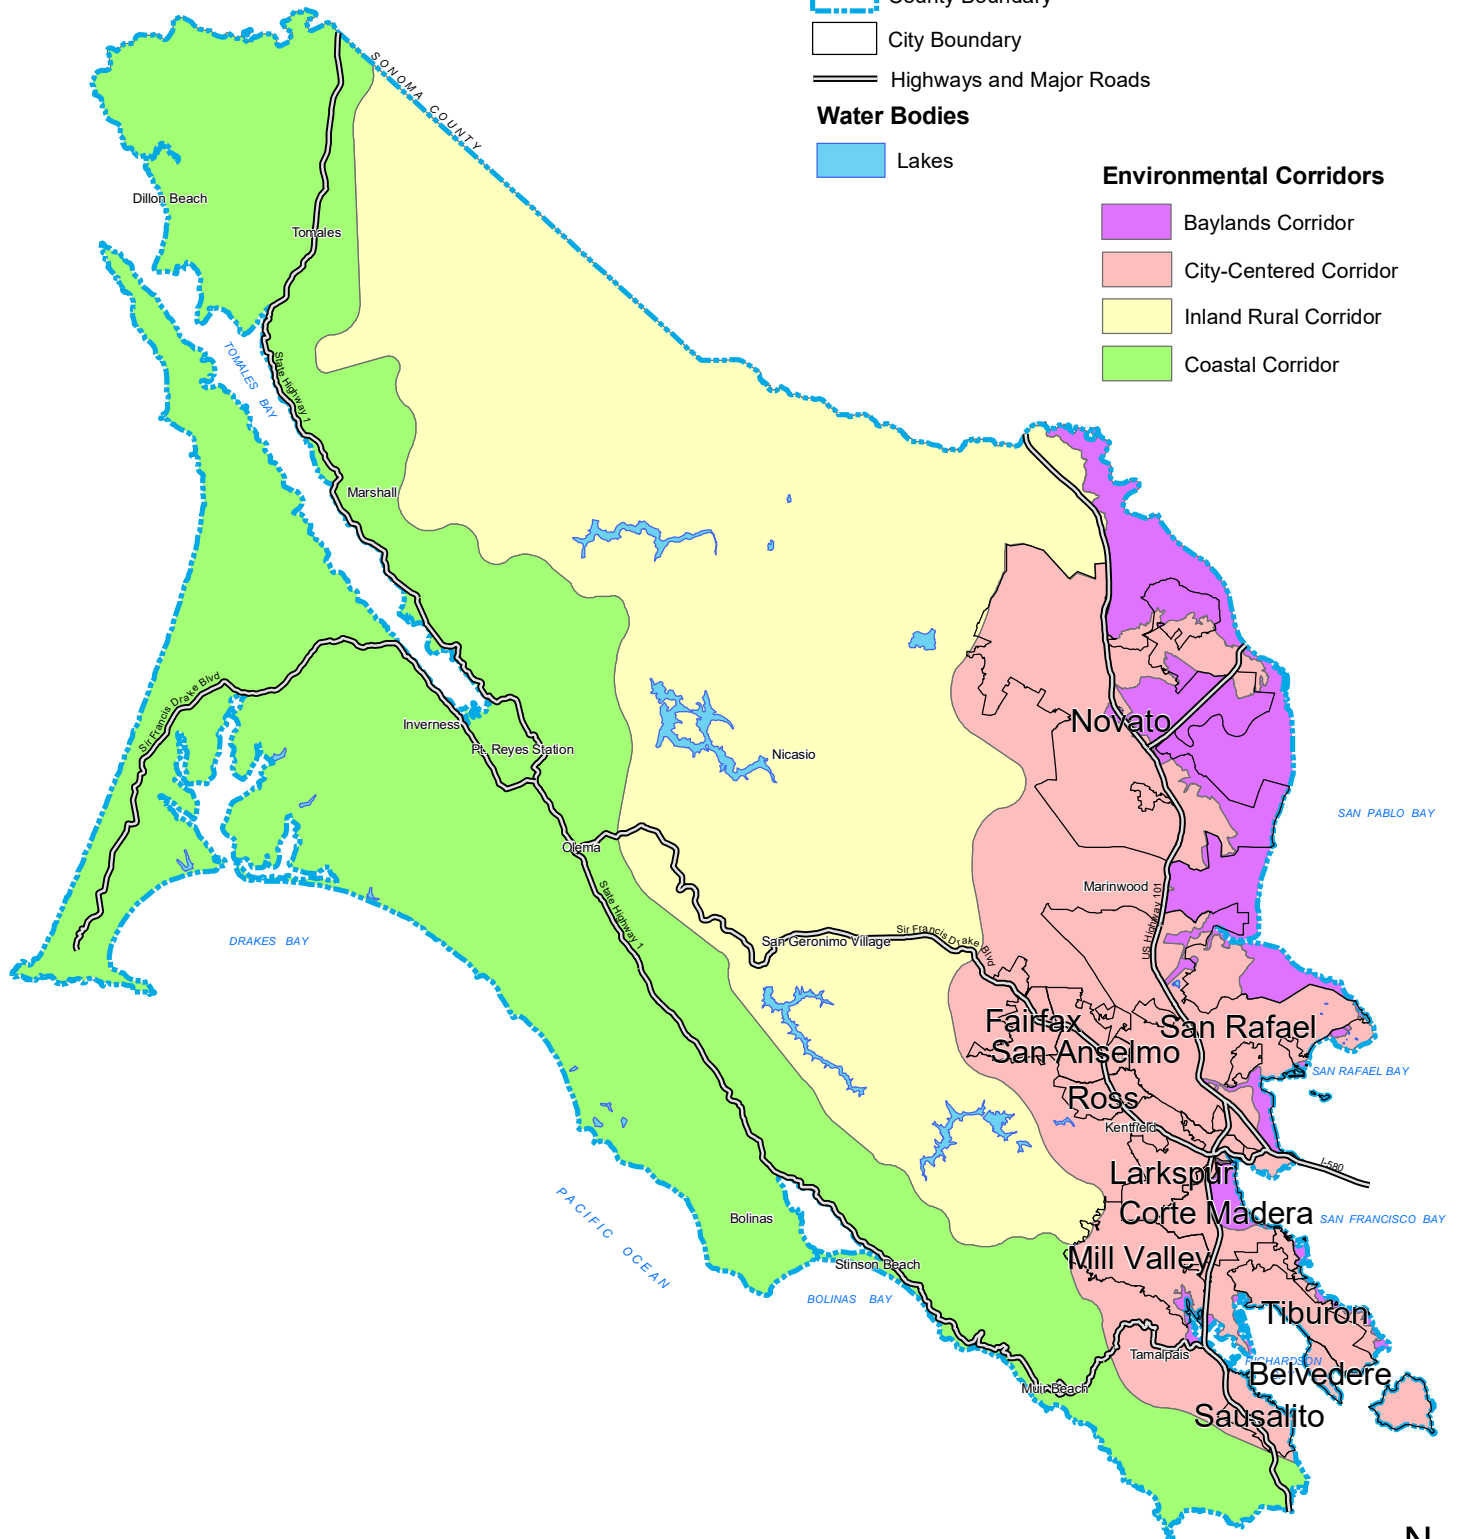 County Boundary
City Boundary
Highways and Major Roads
Water Bodies
Lakes
Environmental Corridors
Baylands Corridor
City-Centered Corridor
Inland Rural Corridor
Coastal Corridor
SONOMA COUNTY
Dillon Beach
Tomales
TOMALES BAY
State Highway 1
Marshall
Sir Francis Drake Blvd
Inverness
Pt. Reyes Station
Nicasio
Novato
SAN PABLO BAY
Olema
Marinwood
US Highway 101
State Highway 1
DRAKES BAY
San Geronimo Village
Sir Francis Drake Blvd
Fairfax
San Rafael
San Anselmo
SAN RAFAEL BAY
Ross
Kentfield
I-580
Larkspur
Corte Madera
SAN FRANCISCO BAY
PACIFIC OCEAN
Bolinas
Mill Valley
Stinson Beach
BOLINAS BAY
Tiburon
Tamalpais
RICHARDSON
Belvedere
Muir Beach
Sausalito
N